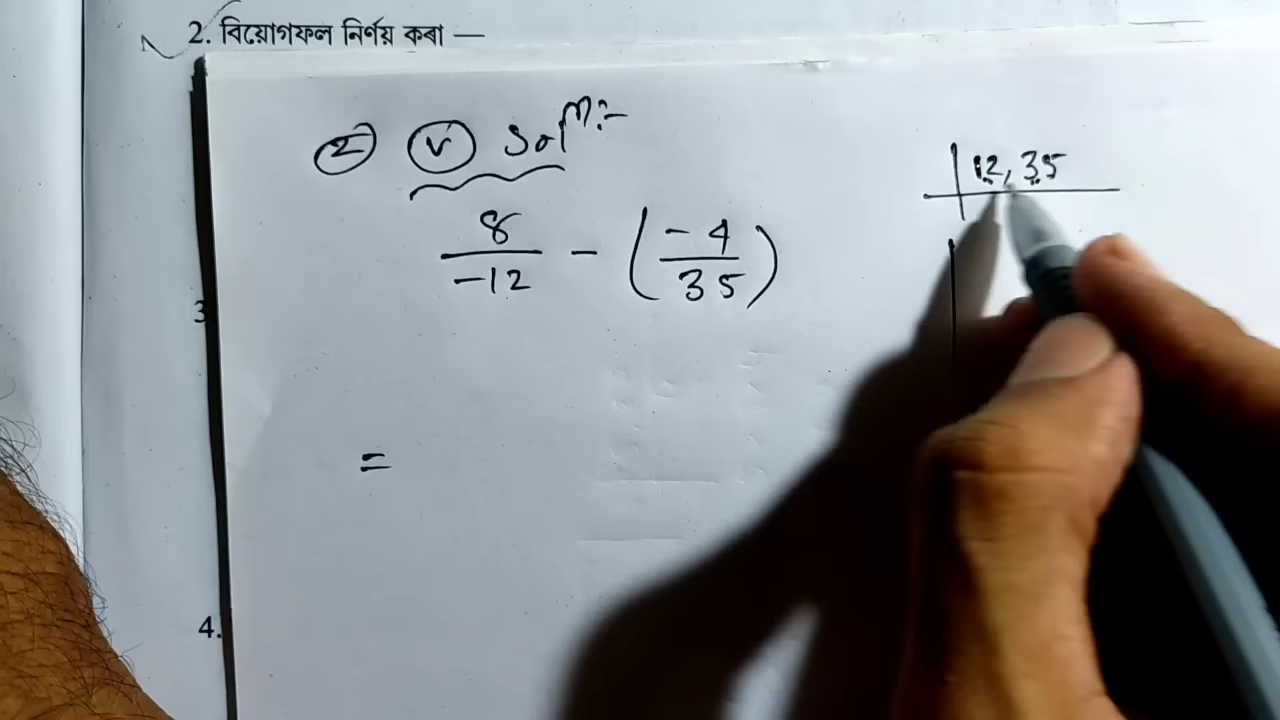 2. বিয়োগফল নিৰ্ণয় কৰা —
② ⓥ Solⁿ:-
12, 35
8/-12 - (-4/35)
3
=
4.